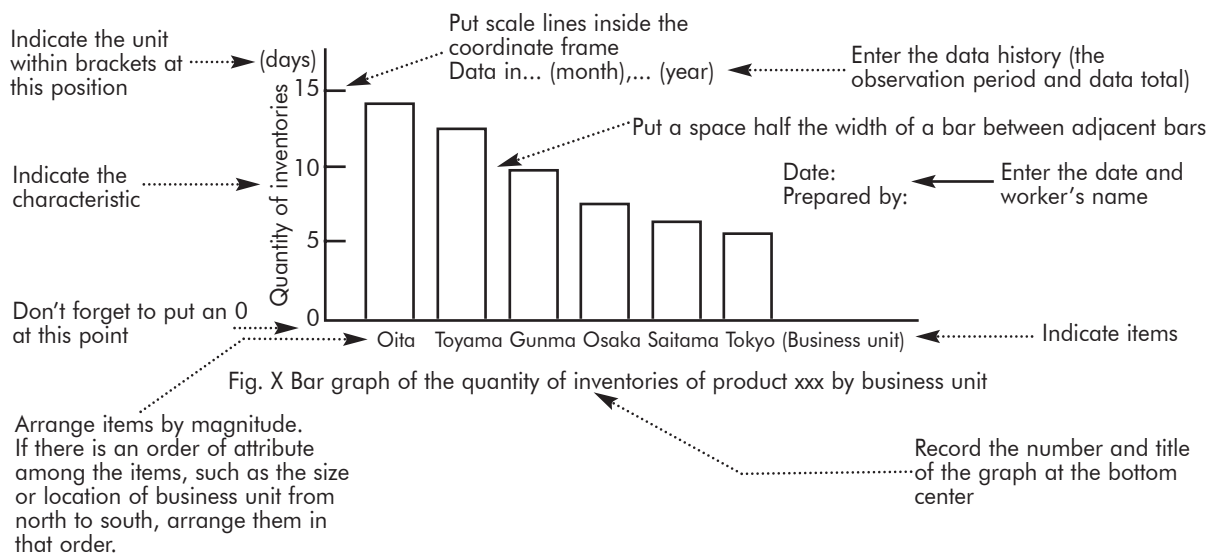 Indicate the unit
within brackets at
this position
(days)
Put scale lines inside the
coordinate frame
Data in... (month),... (year)
Enter the data history (the
observation period and data total)
15
10
5
0
Quantity of inventories
Put a space half the width of a bar between adjacent bars
Indicate the
characteristic
Date:
Prepared by:
Enter the date and
worker's name
Don't forget to put an 0
at this point
Oita Toyama Gunma Osaka Saitama Tokyo (Business unit)
Indicate items
Fig. X Bar graph of the quantity of inventories of product xxx by business unit
Arrange items by magnitude.
If there is an order of attribute
among the items, such as the size
or location of business unit from
north to south, arrange them in
that order.
Record the number and title
of the graph at the bottom
center